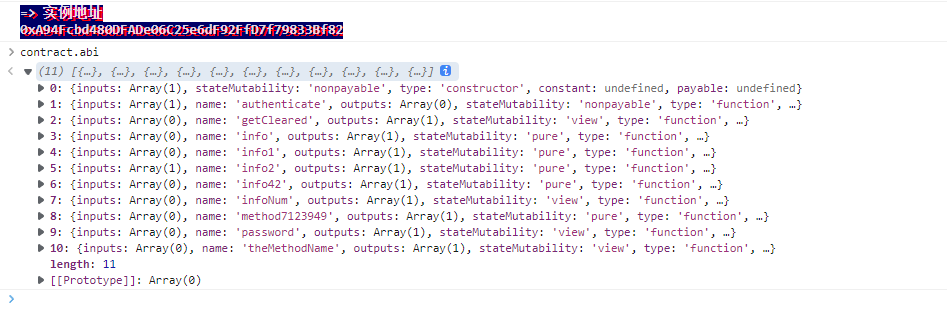 => 实例地址
0xA94Fcbd480DFADe06C25e6dF92FfD7f79833Bf82
> contract.abi
< ▼ (11) [{…}, {…}, {…}, {…}, {…}, {…}, {…}, {…}, {…}, {…}, {…}] i
▶ 0: {inputs: Array(1), stateMutability: 'nonpayable', type: 'constructor', constant: undefined, payable: undefined}
▶ 1: {inputs: Array(1), name: 'authenticate', outputs: Array(0), stateMutability: 'nonpayable', type: 'function', …}
▶ 2: {inputs: Array(0), name: 'getCleared', outputs: Array(1), stateMutability: 'view', type: 'function', …}
▶ 3: {inputs: Array(0), name: 'info', outputs: Array(1), stateMutability: 'pure', type: 'function', …}
▶ 4: {inputs: Array(0), name: 'info1', outputs: Array(1), stateMutability: 'pure', type: 'function', …}
▶ 5: {inputs: Array(1), name: 'info2', outputs: Array(1), stateMutability: 'pure', type: 'function', …}
▶ 6: {inputs: Array(0), name: 'info42', outputs: Array(1), stateMutability: 'pure', type: 'function', …}
▶ 7: {inputs: Array(0), name: 'infoNum', outputs: Array(1), stateMutability: 'view', type: 'function', …}
▶ 8: {inputs: Array(0), name: 'method7123949', outputs: Array(1), stateMutability: 'pure', type: 'function', …}
▶ 9: {inputs: Array(0), name: 'password', outputs: Array(1), stateMutability: 'view', type: 'function', …}
▶ 10: {inputs: Array(0), name: 'theMethodName', outputs: Array(1), stateMutability: 'view', type: 'function', …}
length: 11
▶ [[Prototype]]: Array(0)
>